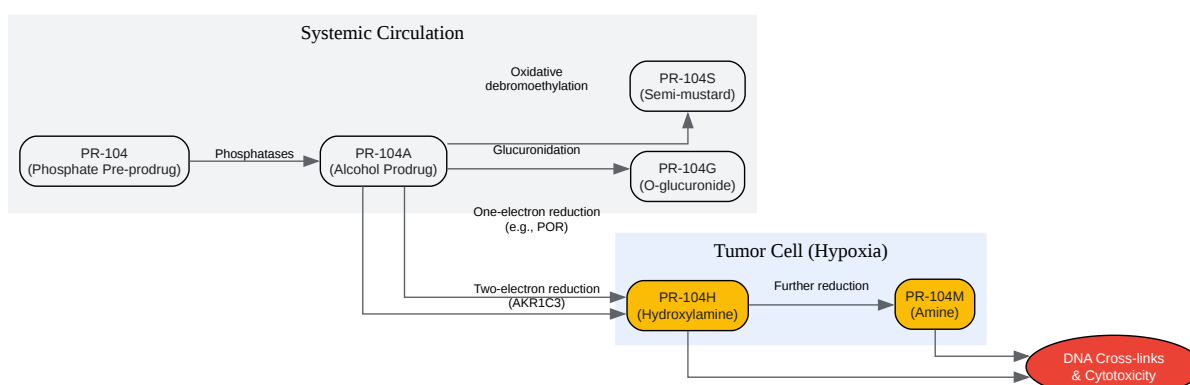 Systemic Circulation
Oxidative
debromoethylation
PR-104S
(Semi-mustard)
PR-104
(Phosphate Pre-prodrug)
Phosphatases
PR-104A
(Alcohol Prodrug)
Glucuronidation
PR-104G
(O-glucuronide)
One-electron reduction
(e.g., POR)
Tumor Cell (Hypoxia)
Two-electron reduction
(AKR1C3)
PR-104H
(Hydroxylamine)
Further reduction
PR-104M
(Amine)
DNA Cross-links
& Cytotoxicity